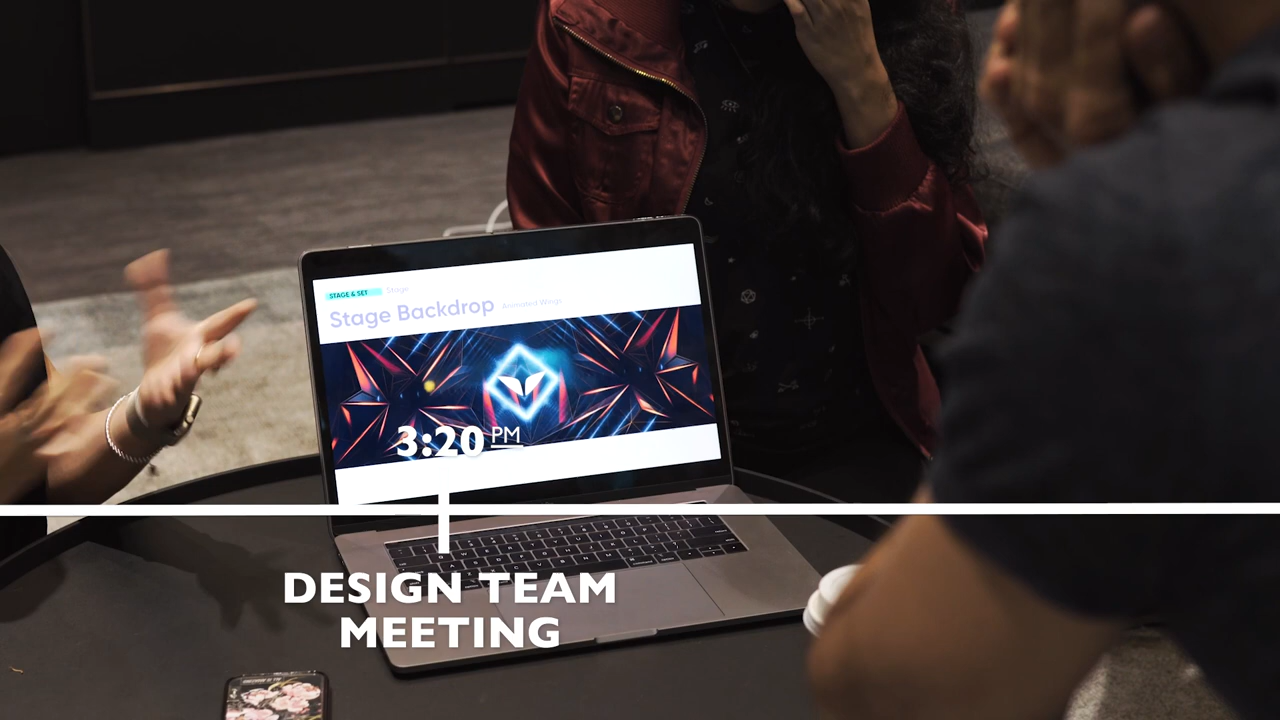 STAGE & SET Stage
Stage Backdrop Animated Wings
3:20 PM
DESIGN TEAM
MEETING